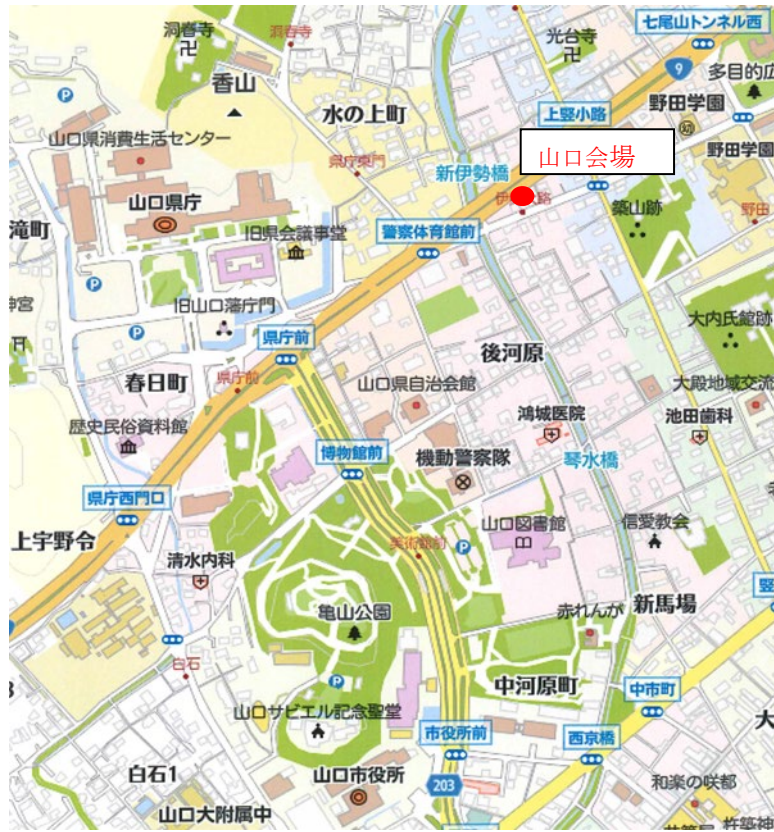 七尾山トンネル西
洞春寺
洞春寺
光台寺
9
多目的広
香山
P
水の上町
上竪小路
野田学園
幼
山口県消費生活センター
県庁東門
新伊勢橋
山口会場
野田学園
山口県庁
滝町
築山跡
野田
旧県会議事堂
警察体育館前
P
神宮
旧山口藩庁門
大内氏館跡
P
県庁前
後河原
春日町
県庁前
山口県自治会館
大殿地域交流
歴史民俗資料館
鴻城医院
池田歯科
博物館前
機動警察隊
琴水橋
県庁西門口
上宇野令
山口図書館
信愛教会
美術館前
P
清水内科
新馬場
亀山公園
赤れんが
白石
P
中河原町
中市町
山口サビエル記念聖堂
市役所前
西京橋
白石1
山口市役所
203
和楽の咲都
山口大附属中